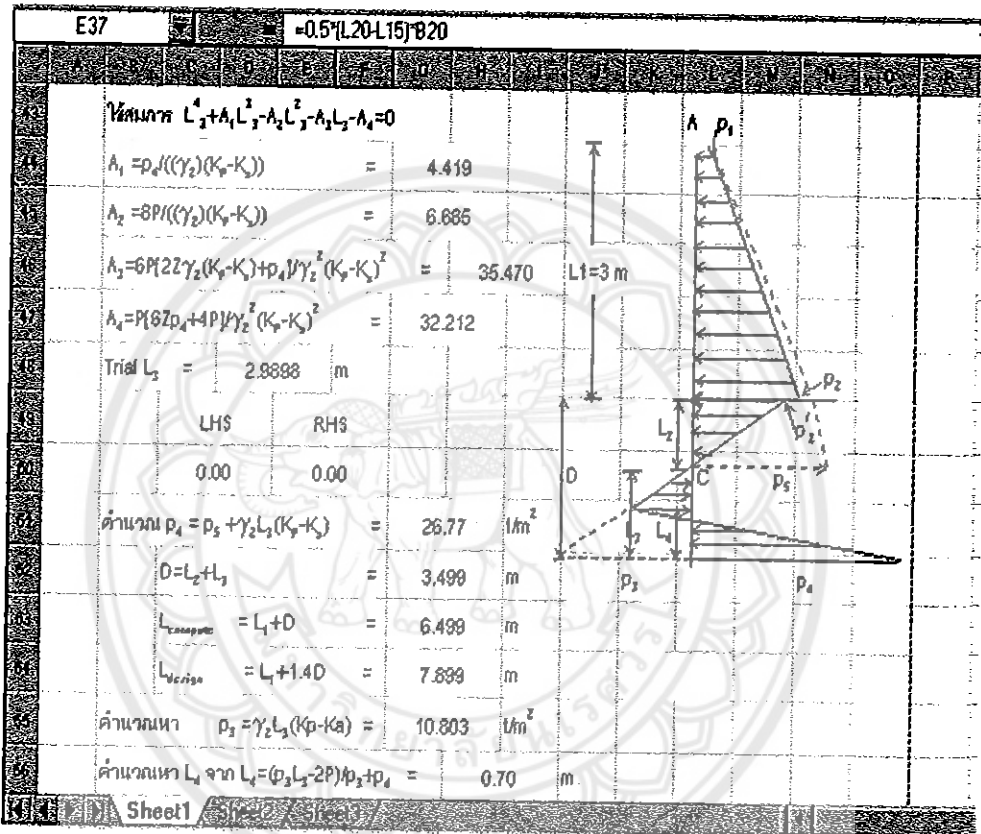 E37 = =0.5*(L20-L15)*B20
ใช้สมการ L₃⁴+A₁L₃³-A₂L₃²-A₃L₃-A₄=0
A p₁
A₁ =p₄/((γ₂)(Kₚ-Kₐ)) = 4.419
A₂ =8P/((γ₂)(Kₚ-Kₐ)) = 6.685
A₃=6P[2Zγ₂(Kₚ-Kₐ)+p₄]/γ₂²(Kₚ-Kₐ)² = 35.470 L1=3 m
A₄=P[6Zp₄+4P]/γ₂²(Kₚ-Kₐ)² = 32.212
Trial L₃ = 2.9898 m
p₂
LHS RHS
L₂ p₂
0.00 0.00
D C p₅
คำนวณ p₄ = p₅ +γ₂L₃(Kₚ-Kₐ) = 26.77 t/m²
L₃ L₄
D=L₂+L₃ = 3.499 m
p₃ p₄
= L₁+D = 6.499 m
= L₁+1.4D = 7.899 m
คำนวณหา p₃ =γ₂L₃(Kp-Ka) = 10.803 t/m²
คำนวณหา L₄ จาก L₄=(p₃L₃-2P)/p₃+p₄ = 0.70 m
Sheet1 Sheet2 Sheet3